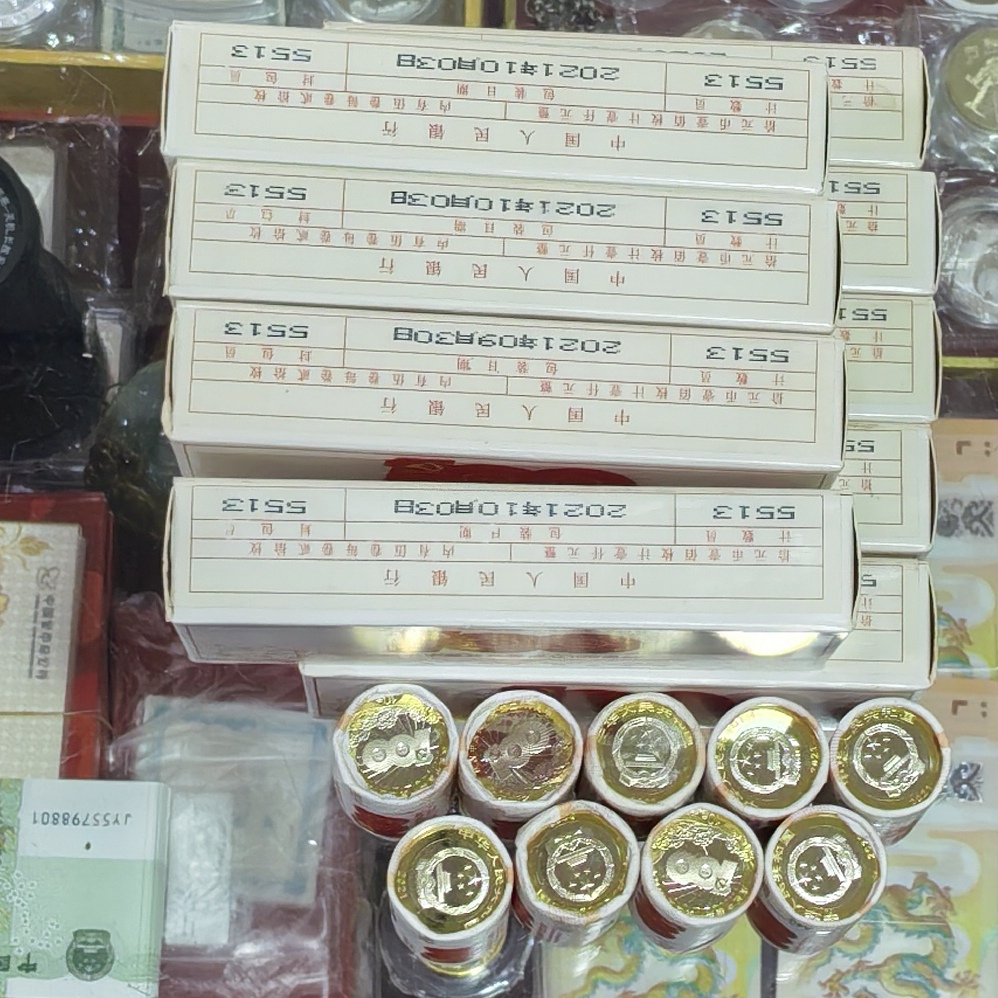 中国人民银行
拾元币壹佰枚计壹仟元整 内有伍卷每卷贰拾枚
计数员 包装日期 封包员
5513 2021年10月03日 5513
中国人民银行
拾元币壹佰枚计壹仟元整 内有伍卷每卷贰拾枚
计数员 包装日期 封包员
5513 2021年10月03日 5513
中国人民银行
拾元币壹佰枚计壹仟元整 内有伍卷每卷贰拾枚
计数员 包装日期 封包员
5513 2021年09月30日 5513
中国人民银行
拾元币壹佰枚计壹仟元整 内有伍卷每卷贰拾枚
计数员 包装日期 封包
5513 2021年10月03日 5513
JY55798801